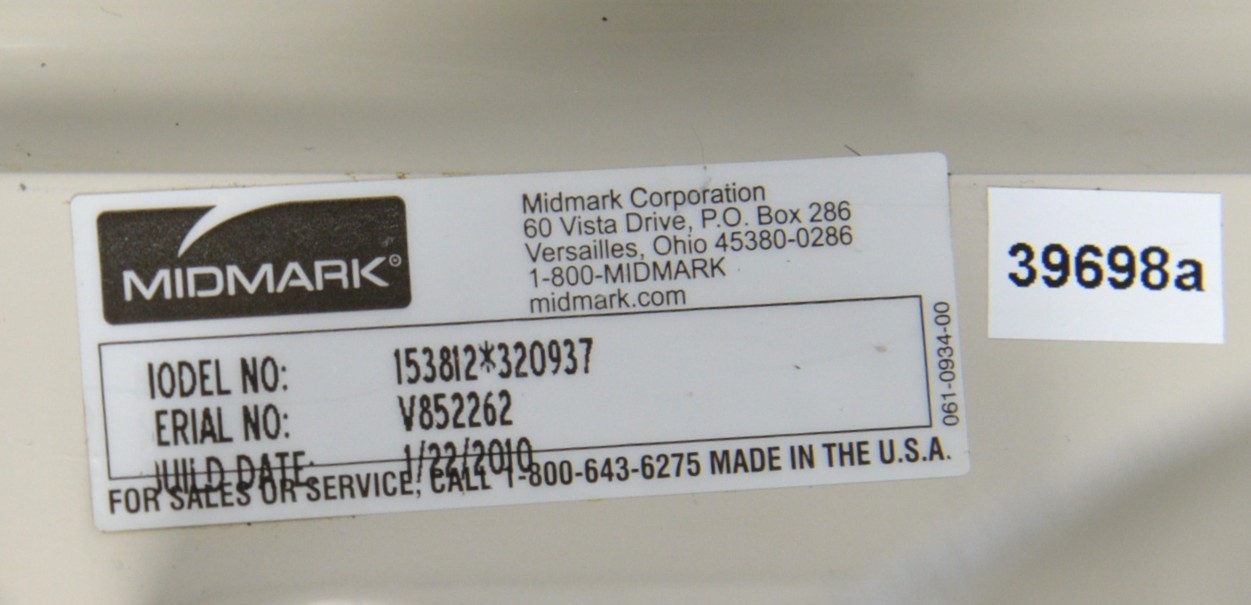 MIDMARK®
Midmark Corporation
60 Vista Drive, P.O. Box 286
Versailles, Ohio 45380-0286
1-800-MIDMARK
midmark.com
IODEL NO: 153812*320937
ERIAL NO: V852262
UILD DATE: 1/22/2010
FOR SALES OR SERVICE, CALL 1-800-643-6275 MADE IN THE U.S.A.
061-0934-00
39698a